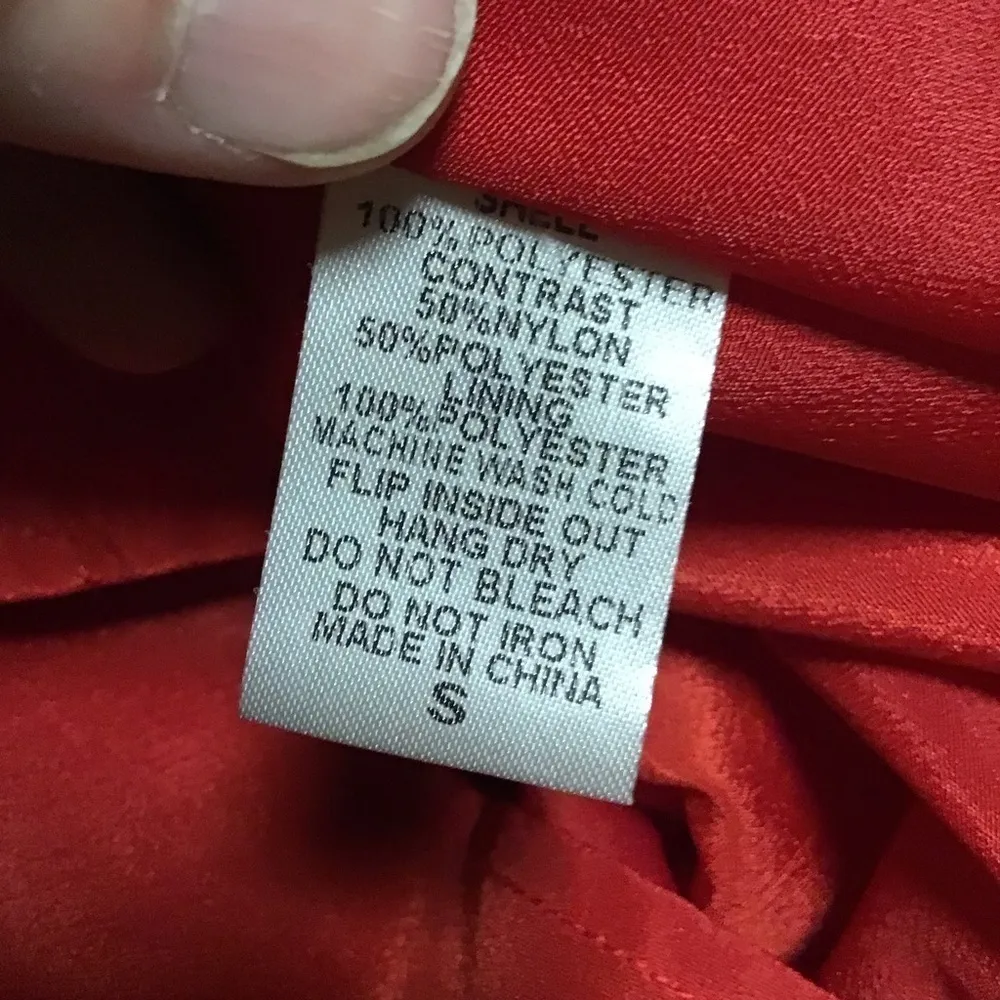 SHELL
100%POLYESTER
CONTRAST
50%NYLON
50%POLYESTER
LINING
100%POLYESTER
MACHINE WASH COLD
FLIP INSIDE OUT
HANG DRY
DO NOT BLEACH
DO NOT IRON
MADE IN CHINA
S